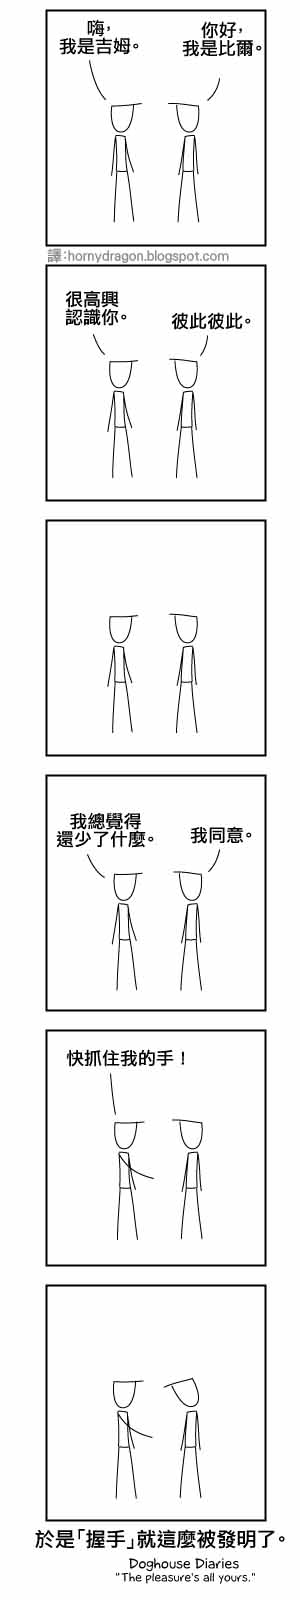 嗨,
我是吉姆。
你好,
我是比爾。
譯:hornydragon.blogspot.com
很高興
認識你。
彼此彼此。
我總覺得
還少了什麼。
我同意。
快抓住我的手！
於是「握手」就這麼被發明了。
Doghouse Diaries
"The pleasure's all yours."